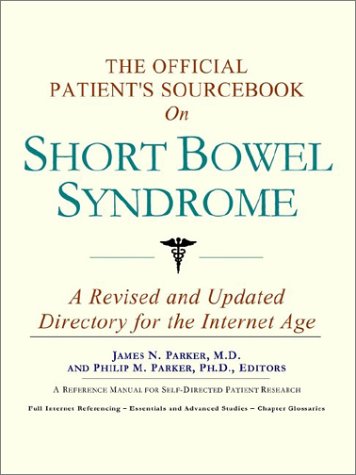 THE OFFICIAL
PATIENT'S SOURCEBOOK
On
SHORT BOWEL
SYNDROME
A Revised and Updated
Directory for the Internet Age
JAMES N. PARKER, M.D.
AND PHILIP M. PARKER, PH.D., EDITORS
A REFERENCE MANUAL FOR SELF-DIRECTED PATIENT RESEARCH
Full Internet Referencing – Essentials and Advanced Studies – Chapter Glossaries